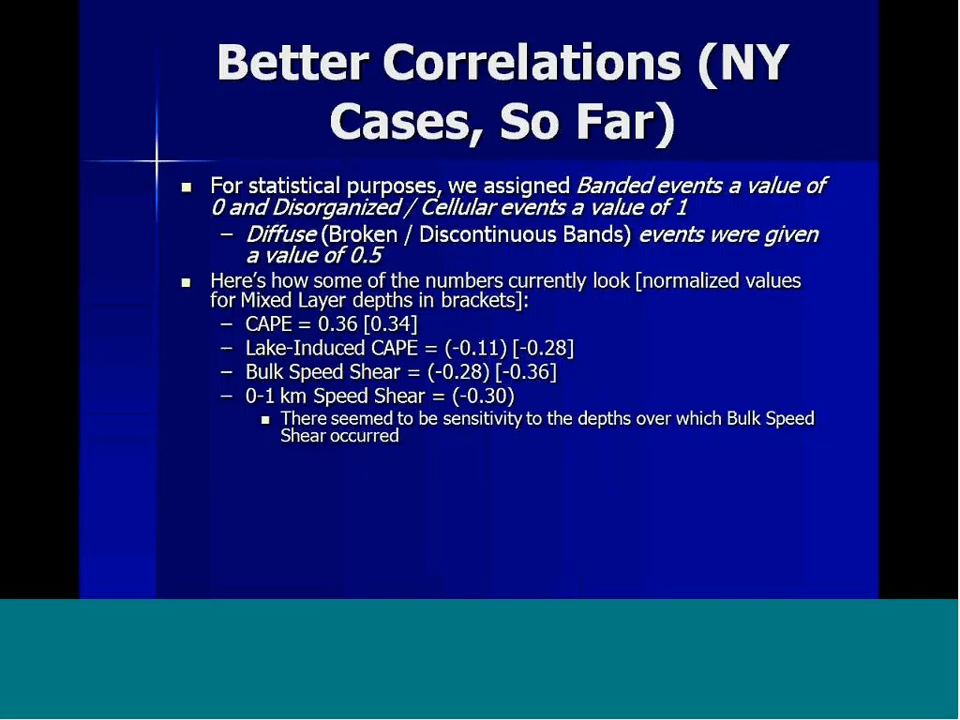 Better Correlations (NY
Cases, So Far)
■ For statistical purposes, we assigned Banded events a value of
0 and Disorganized / Cellular events a value of 1
– Diffuse (Broken / Discontinuous Bands) events were given
a value of 0.5
■ Here's how some of the numbers currently look [normalized values
for Mixed Layer depths in brackets]:
– CAPE = 0.36 [0.34]
– Lake-Induced CAPE = (-0.11) [-0.28]
– Bulk Speed Shear = (-0.28) [-0.36]
– 0-1 km Speed Shear = (-0.30)
■ There seemed to be sensitivity to the depths over which Bulk Speed
Shear occurred